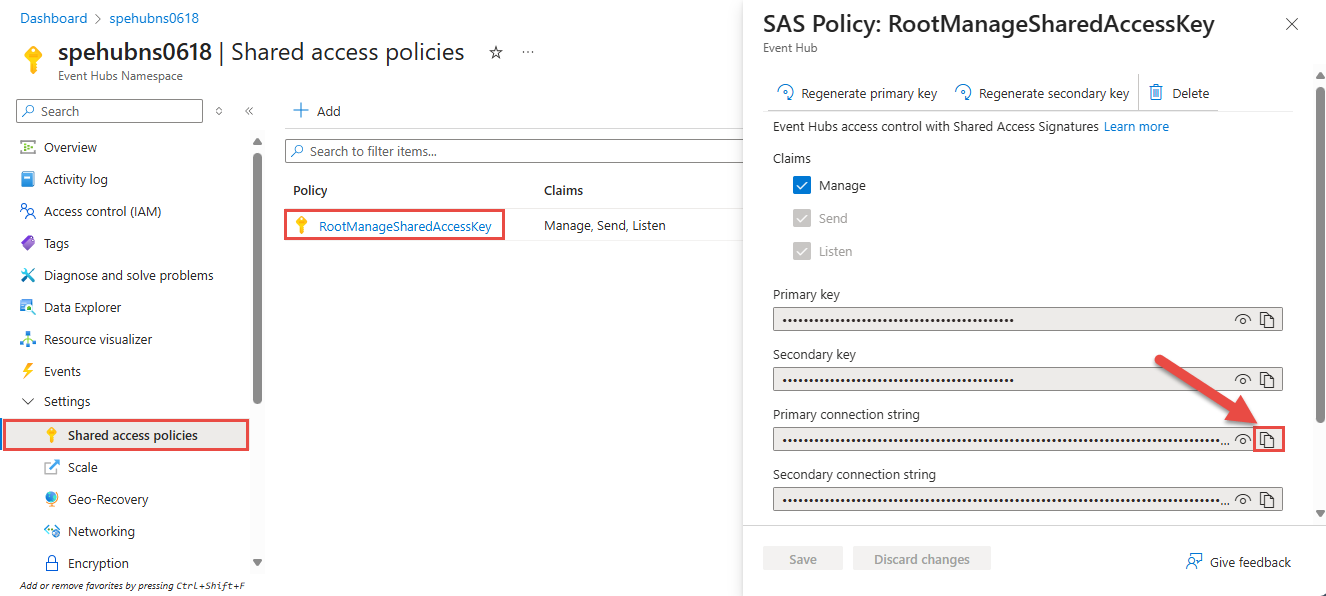 Dashboard > spehubns0618
spehubns0618 | Shared access policies
Event Hubs Namespace
Search
Overview
Activity log
Access control (IAM)
Tags
Diagnose and solve problems
Data Explorer
Resource visualizer
Events
Settings
Shared access policies
Scale
Geo-Recovery
Networking
Encryption
Add or remove favorites by pressing Ctrl+Shift+F
Add
Search to filter items...
Policy Claims
RootManageSharedAccessKey Manage, Send, Listen
SAS Policy: RootManageSharedAccessKey
Event Hub
Regenerate primary key Regenerate secondary key Delete
Event Hubs access control with Shared Access Signatures Learn more
Claims
Manage
Send
Listen
Primary key
Secondary key
Primary connection string
Secondary connection string
Save Discard changes
Give feedback